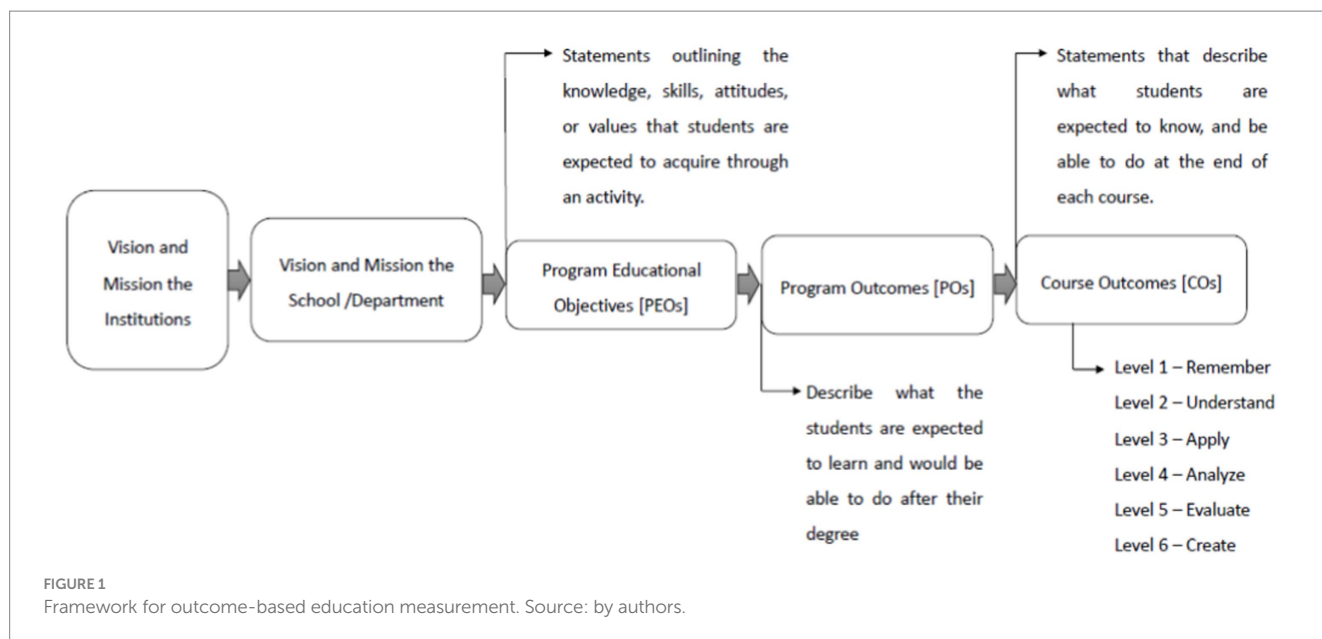 Statements outlining the
knowledge, skills, attitudes,
or values that students are
expected to acquire through
an activity.
Statements that describe
what students are
expected to know, and be
able to do at the end of
each course.
Vision and
Mission the
Institutions
Vision and Mission the
School /Department
Program Educational
Objectives [PEOs]
Program Outcomes [POs]
Course Outcomes [COs]
Describe what the
students are expected
to learn and would be
able to do after their
degree
Level 1 – Remember
Level 2 – Understand
Level 3 – Apply
Level 4 – Analyze
Level 5 – Evaluate
Level 6 – Create
FIGURE 1
Framework for outcome-based education measurement. Source: by authors.